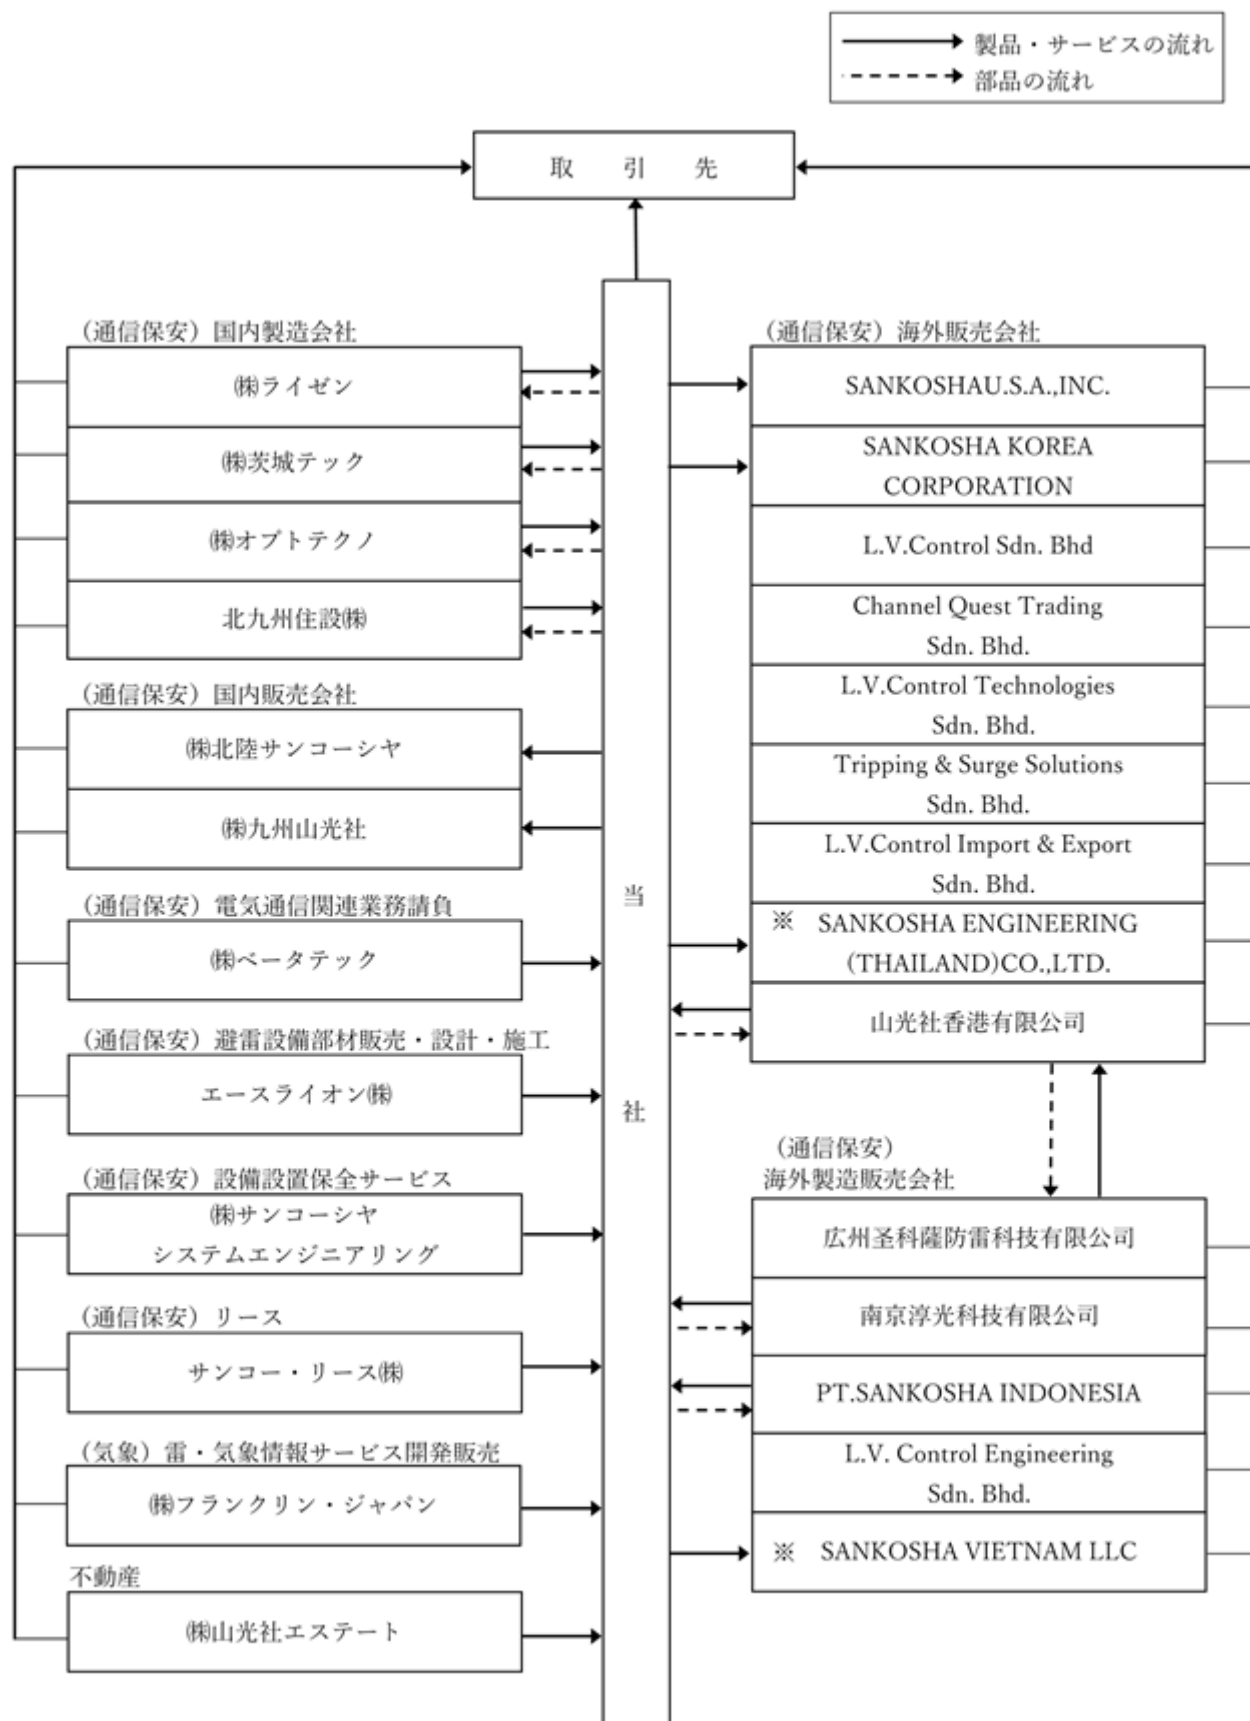 製品・サービスの流れ
部品の流れ
取引先
当社
（通信保安）国内製造会社
㈱ライゼン
㈱茨城テック
㈱オプトテクノ
北九州住設㈱
（通信保安）国内販売会社
㈱北陸サンコーシヤ
㈱九州山光社
（通信保安）電気通信関連業務請負
㈱ベータテック
（通信保安）避雷設備部材販売・設計・施工
エースライオン㈱
（通信保安）設備設置保全サービス
㈱サンコーシヤ
システムエンジニアリング
（通信保安）リース
サンコー・リース㈱
（気象）雷・気象情報サービス開発販売
㈱フランクリン・ジャパン
不動産
㈱山光社エステート
（通信保安）海外販売会社
SANKOSHAU.S.A.,INC.
SANKOSHA KOREA
CORPORATION
L.V.Control Sdn. Bhd
Channel Quest Trading
Sdn. Bhd.
L.V.Control Technologies
Sdn. Bhd.
Tripping & Surge Solutions
Sdn. Bhd.
L.V.Control Import & Export
Sdn. Bhd.
※ SANKOSHA ENGINEERING
(THAILAND)CO.,LTD.
山光社香港有限公司
（通信保安）
海外製造販売会社
広州圣科薩防雷科技有限公司
南京淳光科技有限公司
PT.SANKOSHA INDONESIA
L.V. Control Engineering
Sdn. Bhd.
※ SANKOSHA VIETNAM LLC